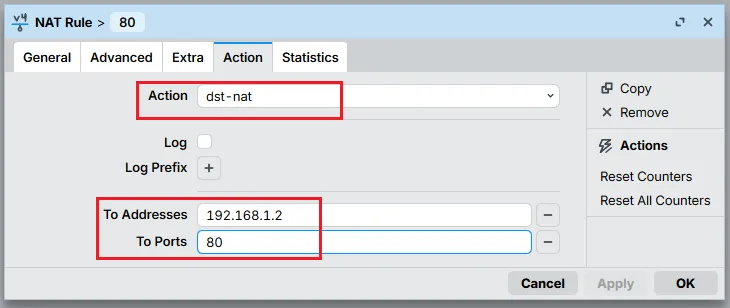 v4 NAT Rule > 80
General Advanced Extra Action Statistics
Action dst-nat
Copy
Remove
Log
Actions
Log Prefix +
Reset Counters
Reset All Counters
To Addresses 192.168.1.2
To Ports 80
Cancel Apply OK